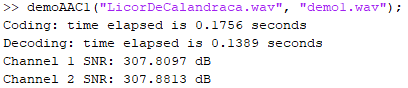 >> demoAAC1("LicorDeCalandraca.wav", "demo1.wav");
Coding: time elapsed is 0.1756 seconds
Decoding: time elapsed is 0.1389 seconds
Channel 1 SNR: 307.8097 dB
Channel 2 SNR: 307.8813 dB